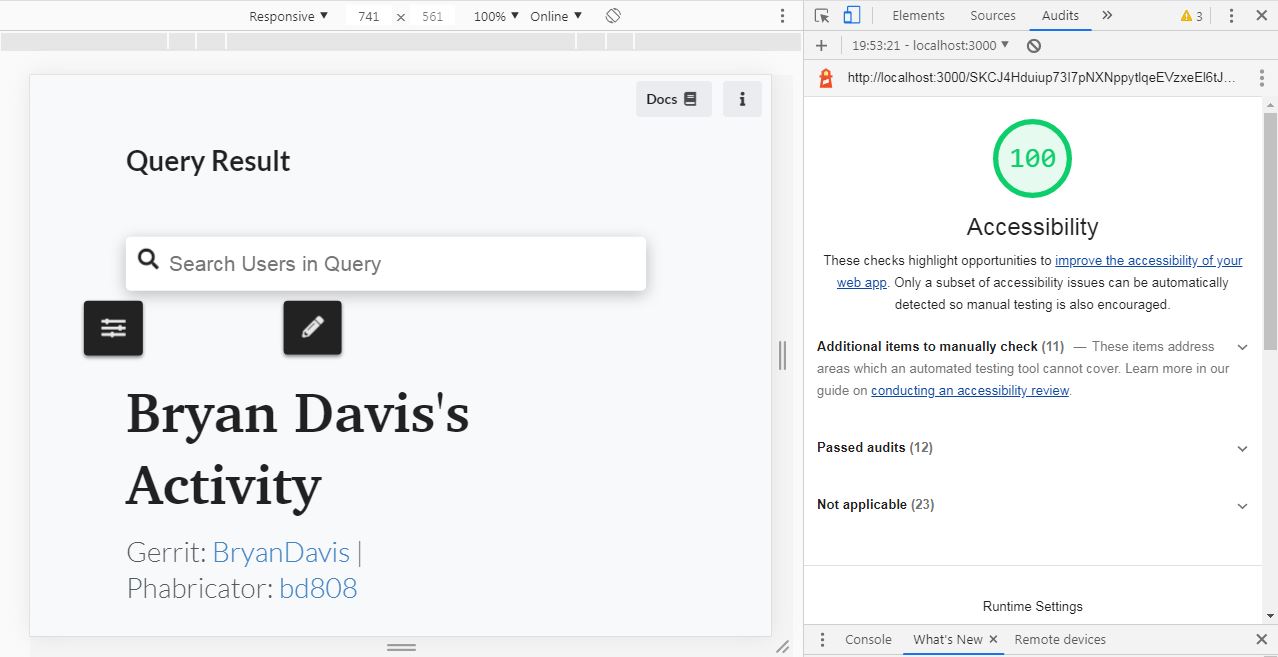 Responsive 741 × 561 100% Online
Elements Sources Audits 3
19:53:21 - localhost:3000
http://localhost:3000/SKCJ4Hduiup73I7pNXNppytlqeEVzxeEl6tJ...
Docs
Query Result
Search Users in Query
Bryan Davis's
Activity
Gerrit: BryanDavis |
Phabricator: bd808
100
Accessibility
These checks highlight opportunities to improve the accessibility of your
web app. Only a subset of accessibility issues can be automatically
detected so manual testing is also encouraged.
Additional items to manually check (11) — These items address
areas which an automated testing tool cannot cover. Learn more in our
guide on conducting an accessibility review.
Passed audits (12)
Not applicable (23)
Runtime Settings
Console What's New Remote devices